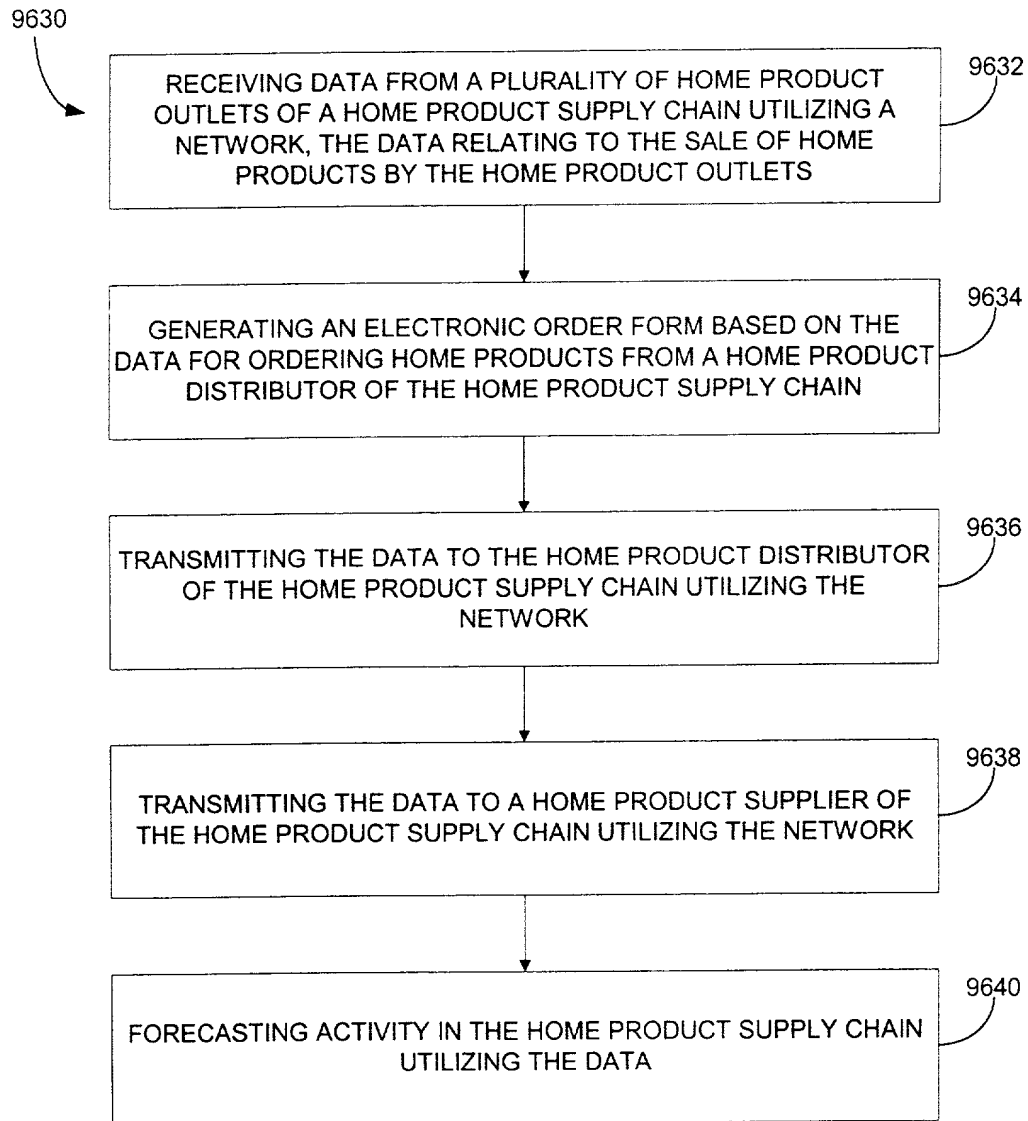 9630
RECEIVING DATA FROM A PLURALITY OF HOME PRODUCT
OUTLETS OF A HOME PRODUCT SUPPLY CHAIN UTILIZING A
NETWORK, THE DATA RELATING TO THE SALE OF HOME
PRODUCTS BY THE HOME PRODUCT OUTLETS
9632
GENERATING AN ELECTRONIC ORDER FORM BASED ON THE
DATA FOR ORDERING HOME PRODUCTS FROM A HOME PRODUCT
DISTRIBUTOR OF THE HOME PRODUCT SUPPLY CHAIN
9634
TRANSMITTING THE DATA TO THE HOME PRODUCT DISTRIBUTOR
OF THE HOME PRODUCT SUPPLY CHAIN UTILIZING THE
NETWORK
9636
TRANSMITTING THE DATA TO A HOME PRODUCT SUPPLIER OF
THE HOME PRODUCT SUPPLY CHAIN UTILIZING THE NETWORK
9638
FORECASTING ACTIVITY IN THE HOME PRODUCT SUPPLY CHAIN
UTILIZING THE DATA
9640